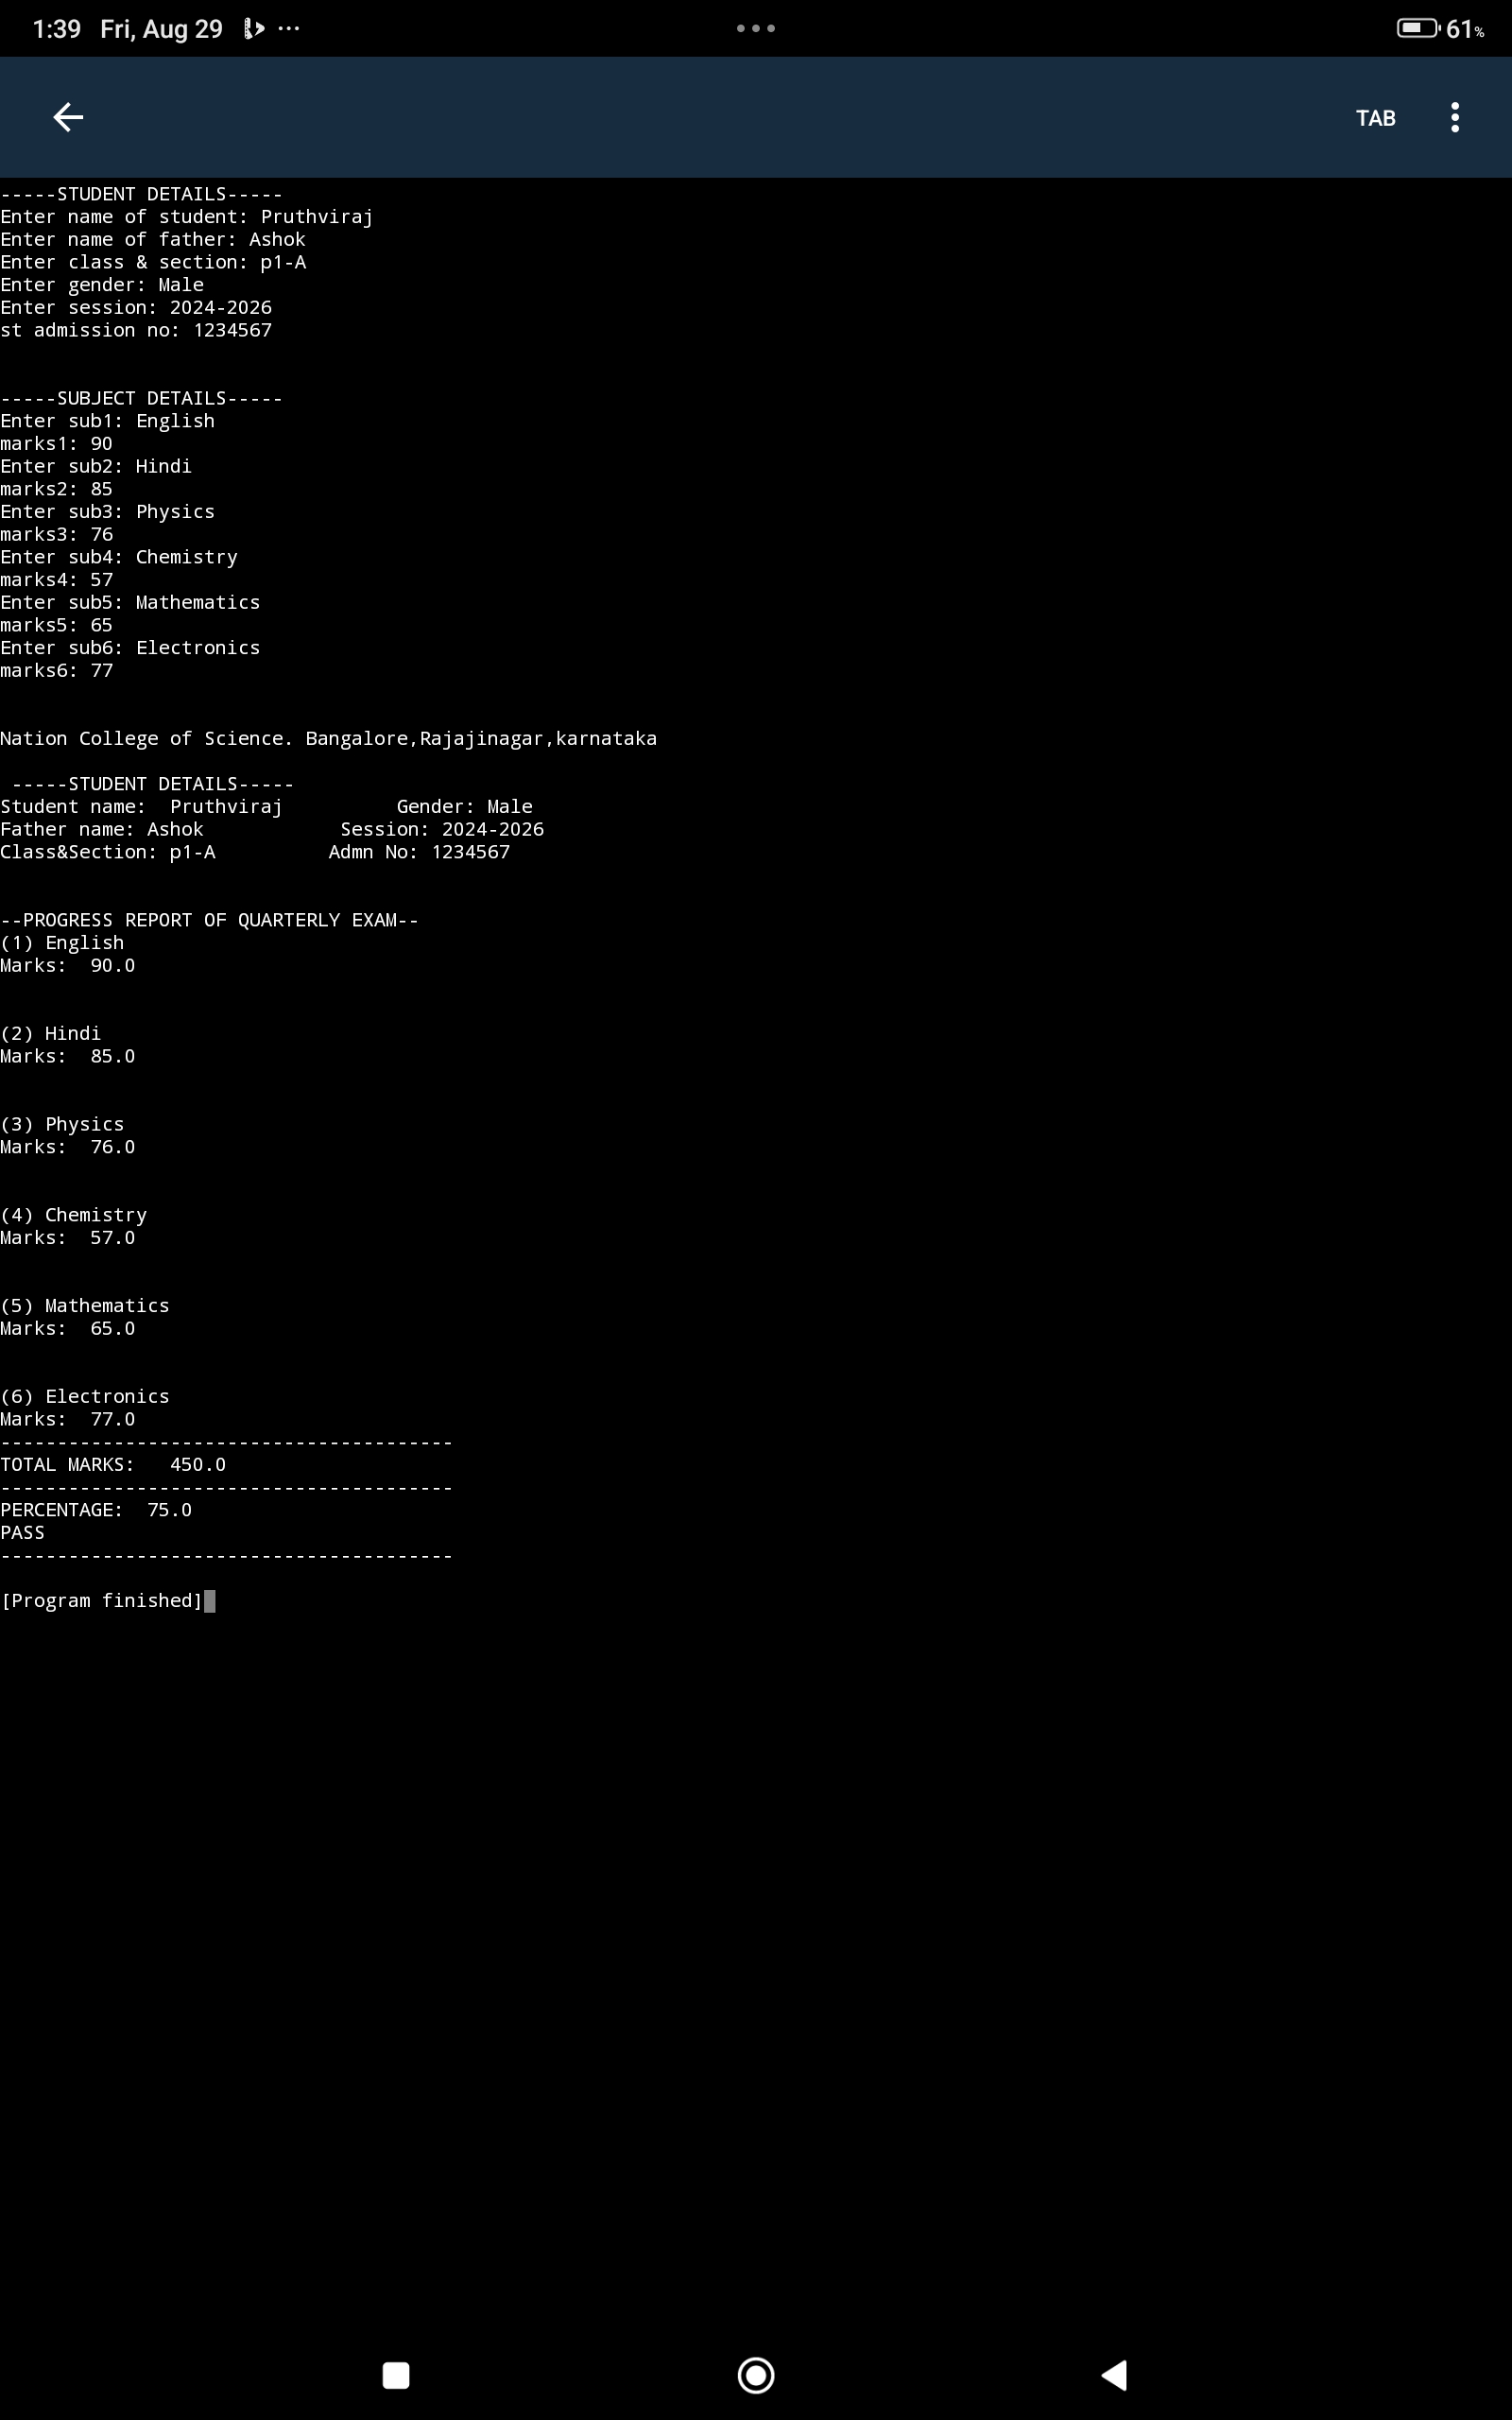 1:39 Fri, Aug 29
61%
TAB
-----STUDENT DETAILS-----
Enter name of student: Pruthviraj
Enter name of father: Ashok
Enter class & section: p1-A
Enter gender: Male
Enter session: 2024-2026
st admission no: 1234567
-----SUBJECT DETAILS-----
Enter sub1: English
marks1: 90
Enter sub2: Hindi
marks2: 85
Enter sub3: Physics
marks3: 76
Enter sub4: Chemistry
marks4: 57
Enter sub5: Mathematics
marks5: 65
Enter sub6: Electronics
marks6: 77
Nation College of Science. Bangalore,Rajajinagar,karnataka
-----STUDENT DETAILS-----
Student name:  Pruthviraj          Gender: Male
Father name: Ashok            Session: 2024-2026
Class&Section: p1-A          Admn No: 1234567
--PROGRESS REPORT OF QUARTERLY EXAM--
(1) English
Marks:  90.0
(2) Hindi
Marks:  85.0
(3) Physics
Marks:  76.0
(4) Chemistry
Marks:  57.0
(5) Mathematics
Marks:  65.0
(6) Electronics
Marks:  77.0
----------------------------------------
TOTAL MARKS:   450.0
----------------------------------------
PERCENTAGE:  75.0
PASS
----------------------------------------
[Program finished]